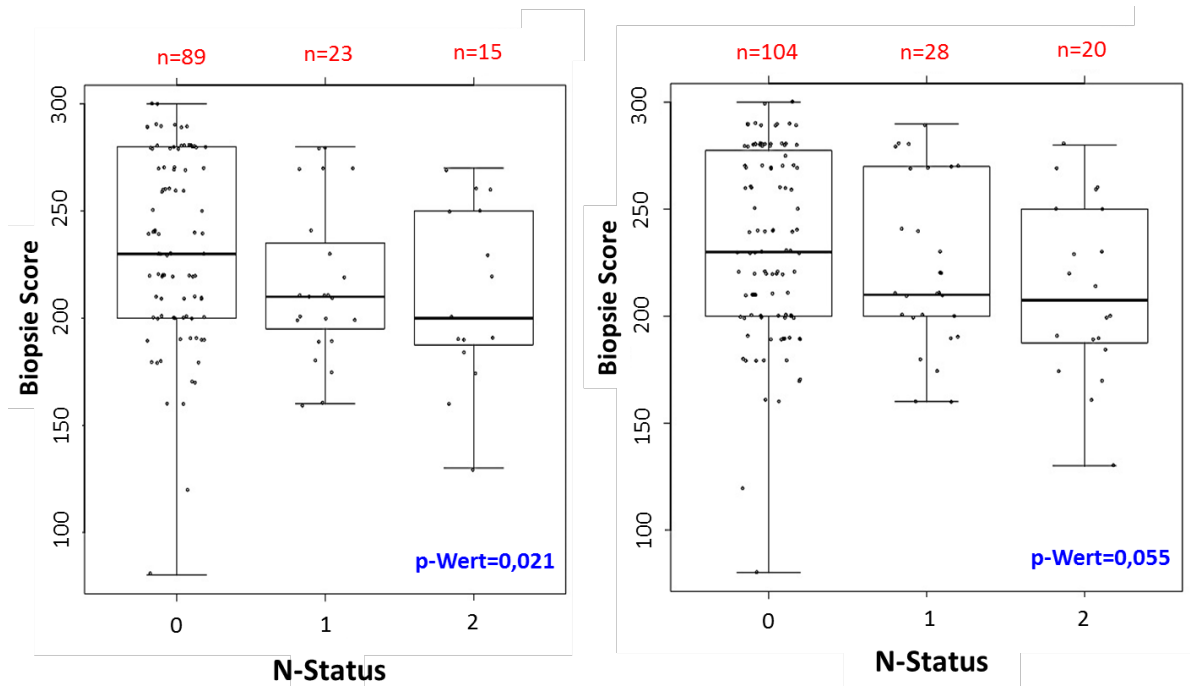 n=89 n=23 n=15
300
250
200
150
100
Biopsie Score
p-Wert=0,021
0 1 2
N-Status
n=104 n=28 n=20
300
250
200
150
100
Biopsie Score
p-Wert=0,055
0 1 2
N-Status